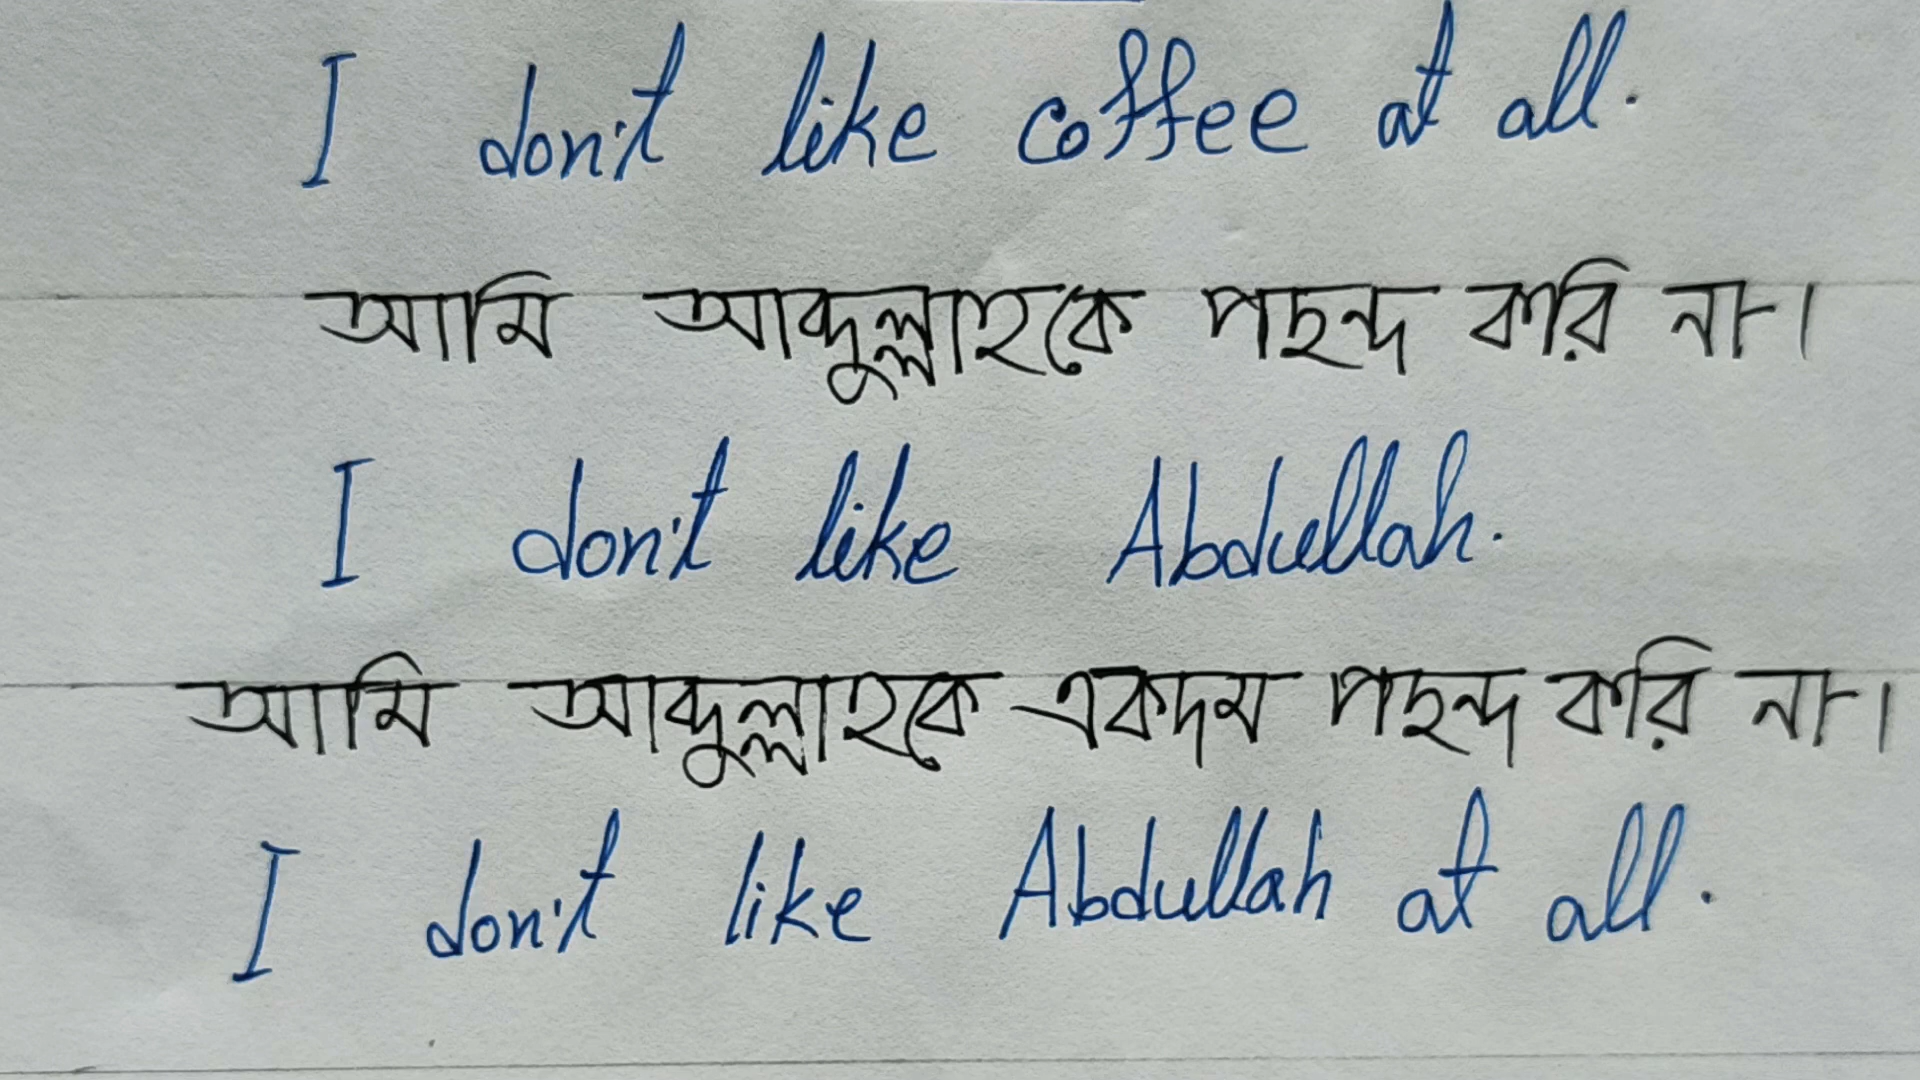 I don't like coffee at all.
আমি আব্দুল্লাহকে পছন্দ করি না।
I don't like Abdullah.
আমি আব্দুল্লাহকে একদম পছন্দ করি না।
I don't like Abdullah at all.